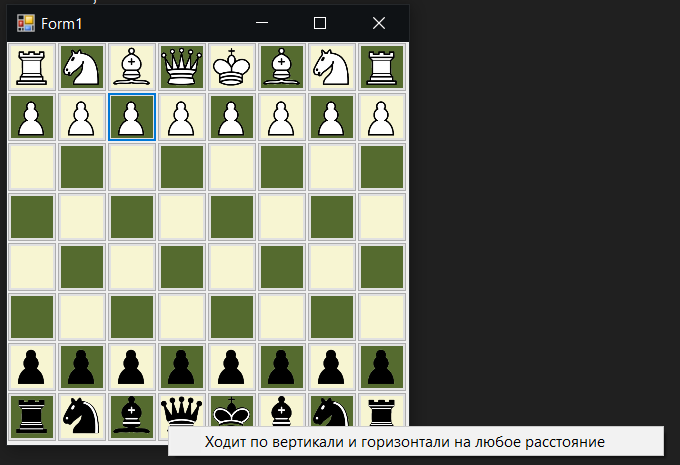 Form1
Ходит по вертикали и горизонтали на любое расстояние